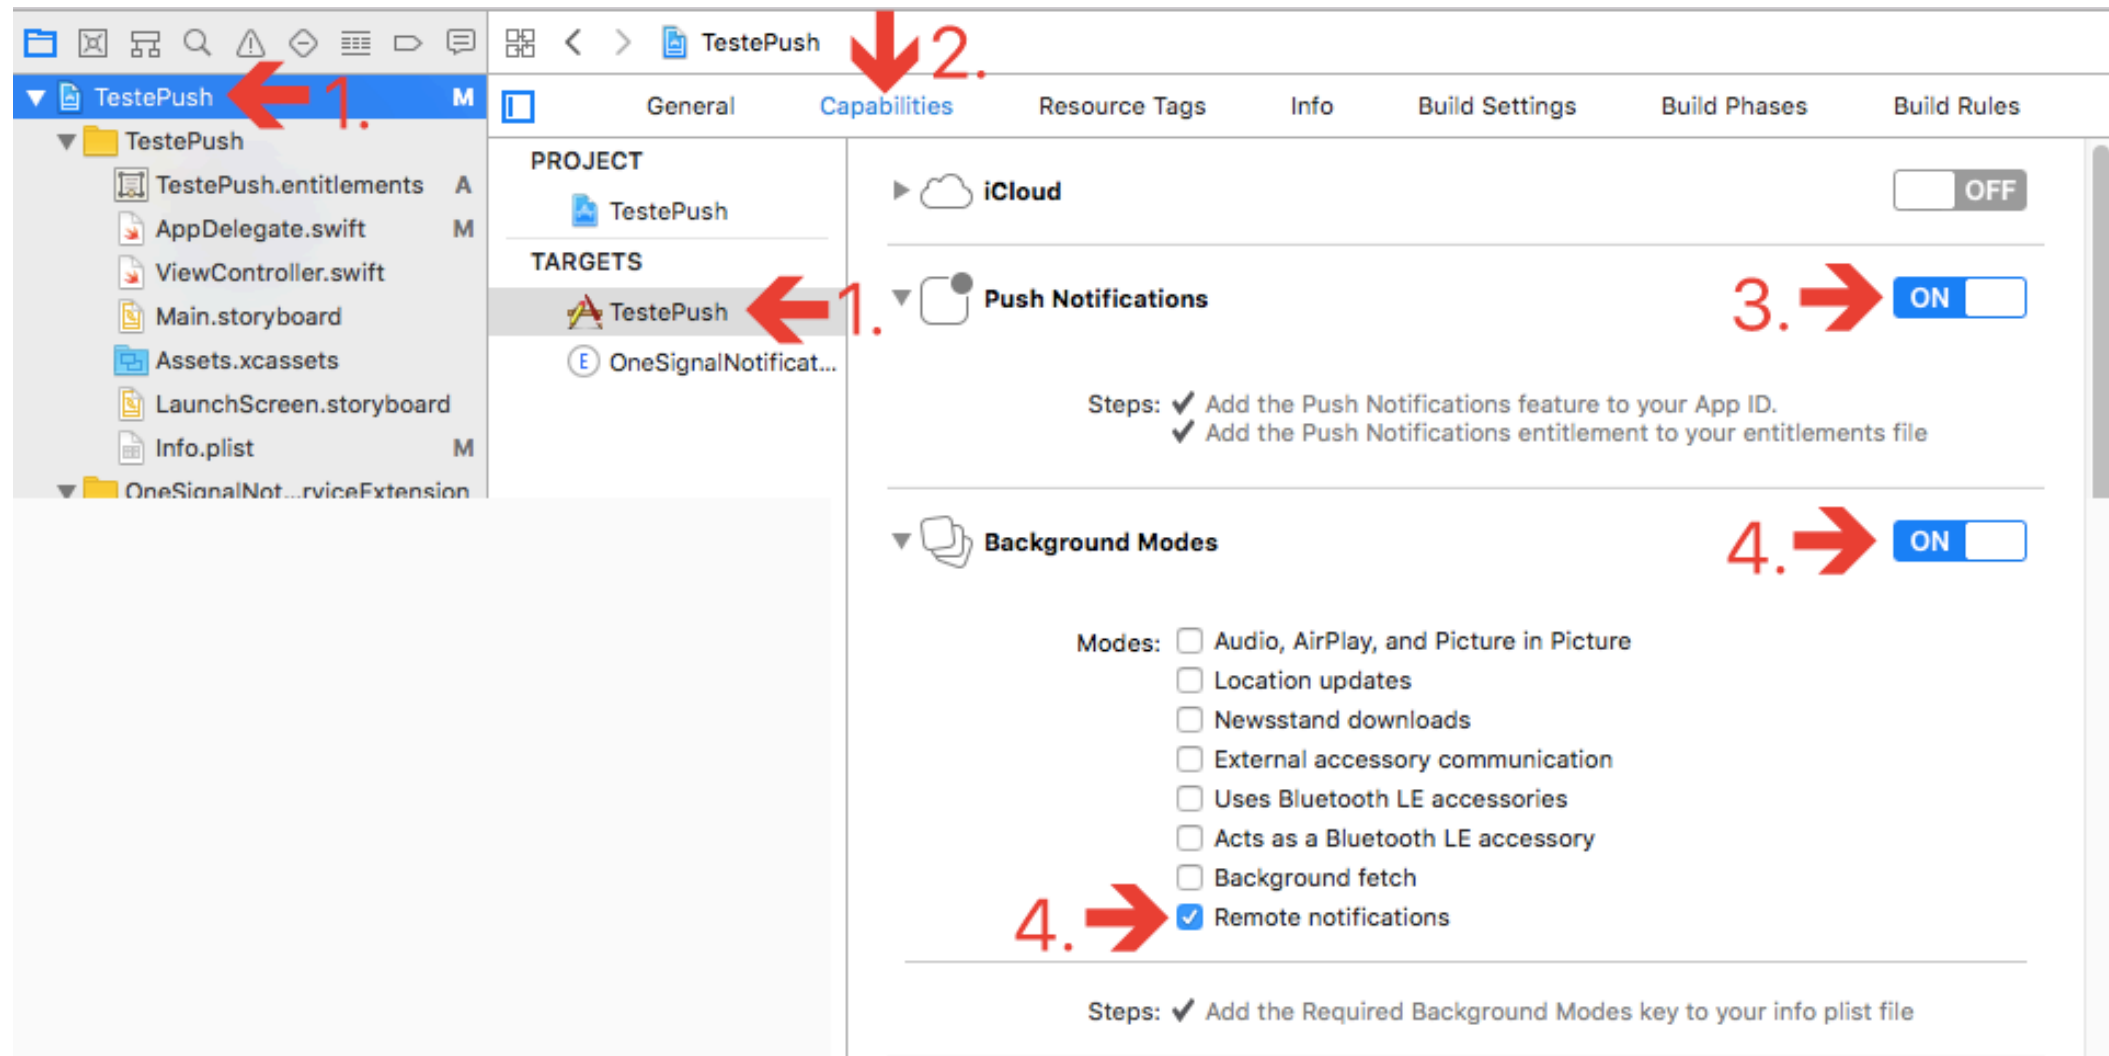 TestePush
2.
TestePush
1.
M
General
Capabilities
Resource Tags
Info
Build Settings
Build Phases
Build Rules
TestePush
TestePush.entitlements
A
AppDelegate.swift
M
ViewController.swift
Main.storyboard
Assets.xcassets
LaunchScreen.storyboard
Info.plist
M
OneSignalNot...rviceExtension
PROJECT
TestePush
TARGETS
TestePush
1.
E
OneSignalNotificat...
iCloud
OFF
Push Notifications
3.
ON
Steps: ✔ Add the Push Notifications feature to your App ID.
✔ Add the Push Notifications entitlement to your entitlements file
Background Modes
4.
ON
Modes:
Audio, AirPlay, and Picture in Picture
Location updates
Newsstand downloads
External accessory communication
Uses Bluetooth LE accessories
Acts as a Bluetooth LE accessory
Background fetch
4.
Remote notifications
Steps: ✔ Add the Required Background Modes key to your info plist file